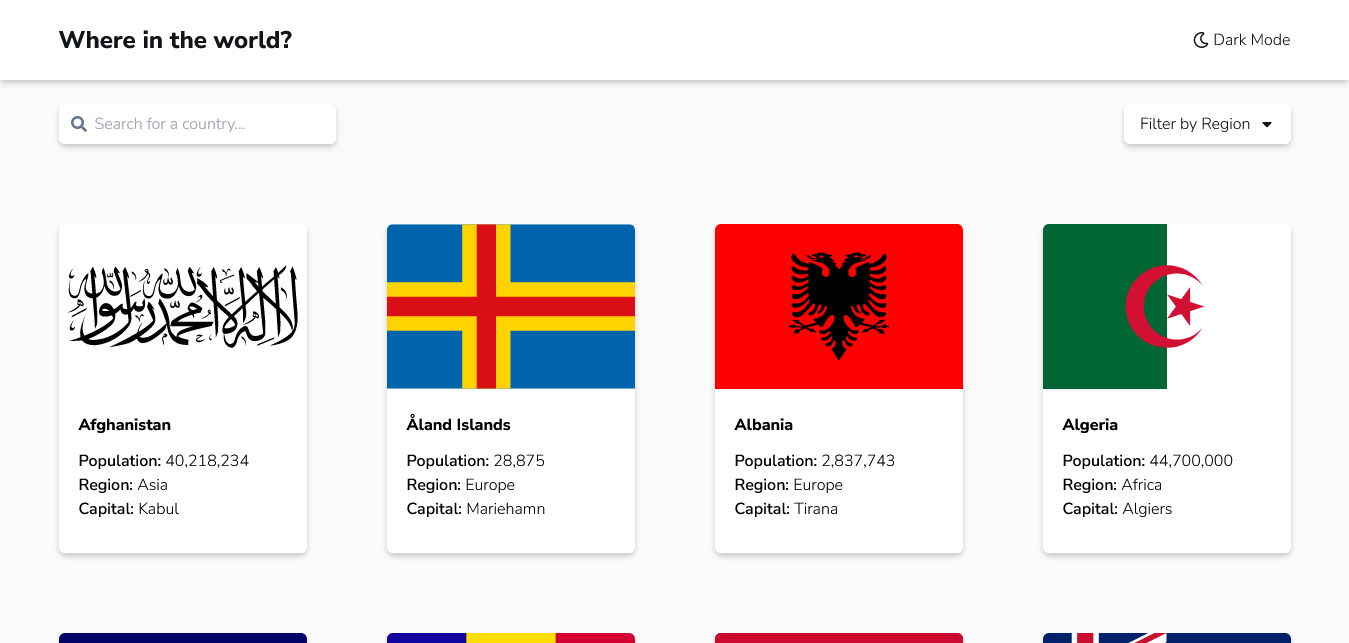 Where in the world?
Dark Mode
Search for a country...
Filter by Region
لا إله إلا الله محمد رسول الله
Afghanistan
Population: 40,218,234
Region: Asia
Capital: Kabul
Åland Islands
Population: 28,875
Region: Europe
Capital: Mariehamn
Albania
Population: 2,837,743
Region: Europe
Capital: Tirana
Algeria
Population: 44,700,000
Region: Africa
Capital: Algiers